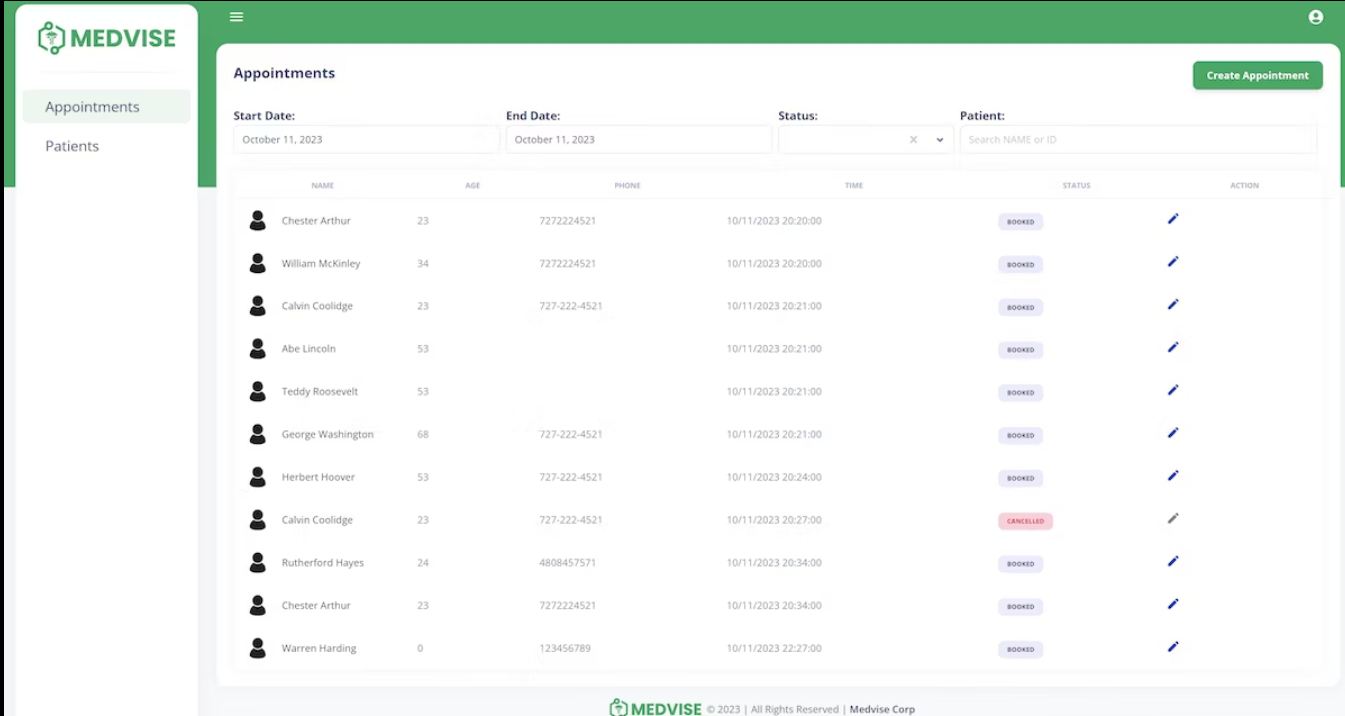 MEDVISE
Appointments
Patients
Appointments
Create Appointment
Start Date: End Date: Status: Patient:
October 11, 2023 October 11, 2023 Search NAME or ID
NAME AGE PHONE TIME STATUS ACTION
Chester Arthur 23 7272224521 10/11/2023 20:20:00 BOOKED
William McKinley 34 7272224521 10/11/2023 20:20:00 BOOKED
Calvin Coolidge 23 727-222-4521 10/11/2023 20:21:00 BOOKED
Abe Lincoln 53 10/11/2023 20:21:00 BOOKED
Teddy Roosevelt 53 10/11/2023 20:21:00 BOOKED
George Washington 68 727-222-4521 10/11/2023 20:21:00 BOOKED
Herbert Hoover 53 727-222-4521 10/11/2023 20:24:00 BOOKED
Calvin Coolidge 23 727-222-4521 10/11/2023 20:27:00 CANCELLED
Rutherford Hayes 24 4808457571 10/11/2023 20:34:00 BOOKED
Chester Arthur 23 7272224521 10/11/2023 20:34:00 BOOKED
Warren Harding 0 123456789 10/11/2023 22:27:00 BOOKED
MEDVISE © 2023 | All Rights Reserved | Medvise Corp